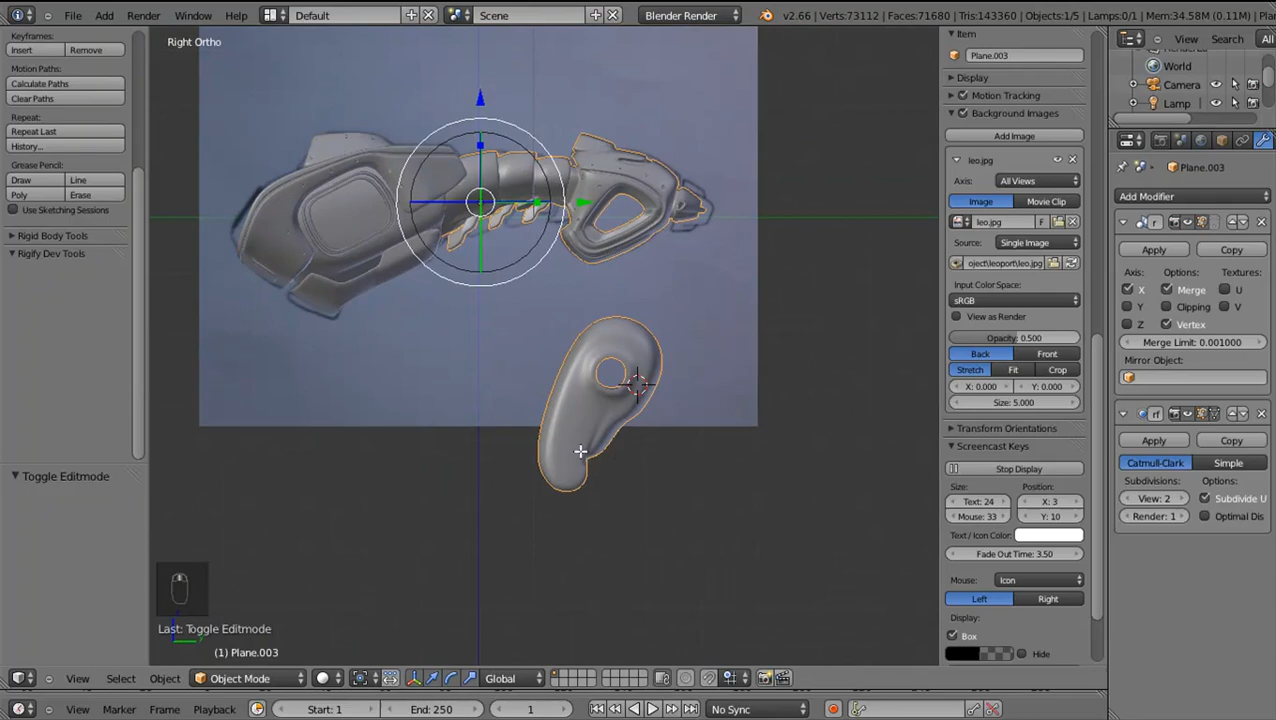 File Add Render Window Help Default Scene Blender Render v2.66 | Verts:73112 | Faces:71680 | Tris:143360 | Objects:1/5 | Lamps:0/1 | Mem:34.58M (0.11M) | Pla
Keyframes:
Insert Remove
Motion Paths:
Calculate Paths
Clear Paths
Repeat:
Repeat Last
History...
Grease Pencil:
Draw Line
Poly Erase
Use Sketching Sessions
Rigid Body Tools
Rigify Dev Tools
Toggle Editmode
Right Ortho
Last: Toggle Editmode
(1) Plane.003
Item
Plane.003
Display
Motion Tracking
Background Images
Add Image
leo.jpg
Axis: All Views
Image Movie Clip
leo.jpg F
Source: Single Image
oject\leoport\leo.jpg
Input Color Space:
sRGB
View as Render
Opacity: 0.500
Back Front
Stretch Fit Crop
X: 0.000 Y: 0.000
Size: 5.000
Transform Orientations
Screencast Keys
Stop Display
Size: Position:
Text: 24 X: 3
Mouse: 33 Y: 10
Text / Icon Color:
Fade Out Time: 3.50
Mouse: Icon
Left Right
Display:
Box
Hide
View Search All
World
Camera
Lamp
Plane.003
Add Modifier
Apply Copy
Axis: Options: Textures:
X Merge U
Y Clipping V
Z Vertex
Merge Limit: 0.001000
Mirror Object:
Apply Copy
Catmull-Clark Simple
Subdivisions: Options:
View: 2 Subdivide U
Render: 1 Optimal Dis
View Select Object Object Mode Global
View Marker Frame Playback Start: 1 End: 250 1 No Sync